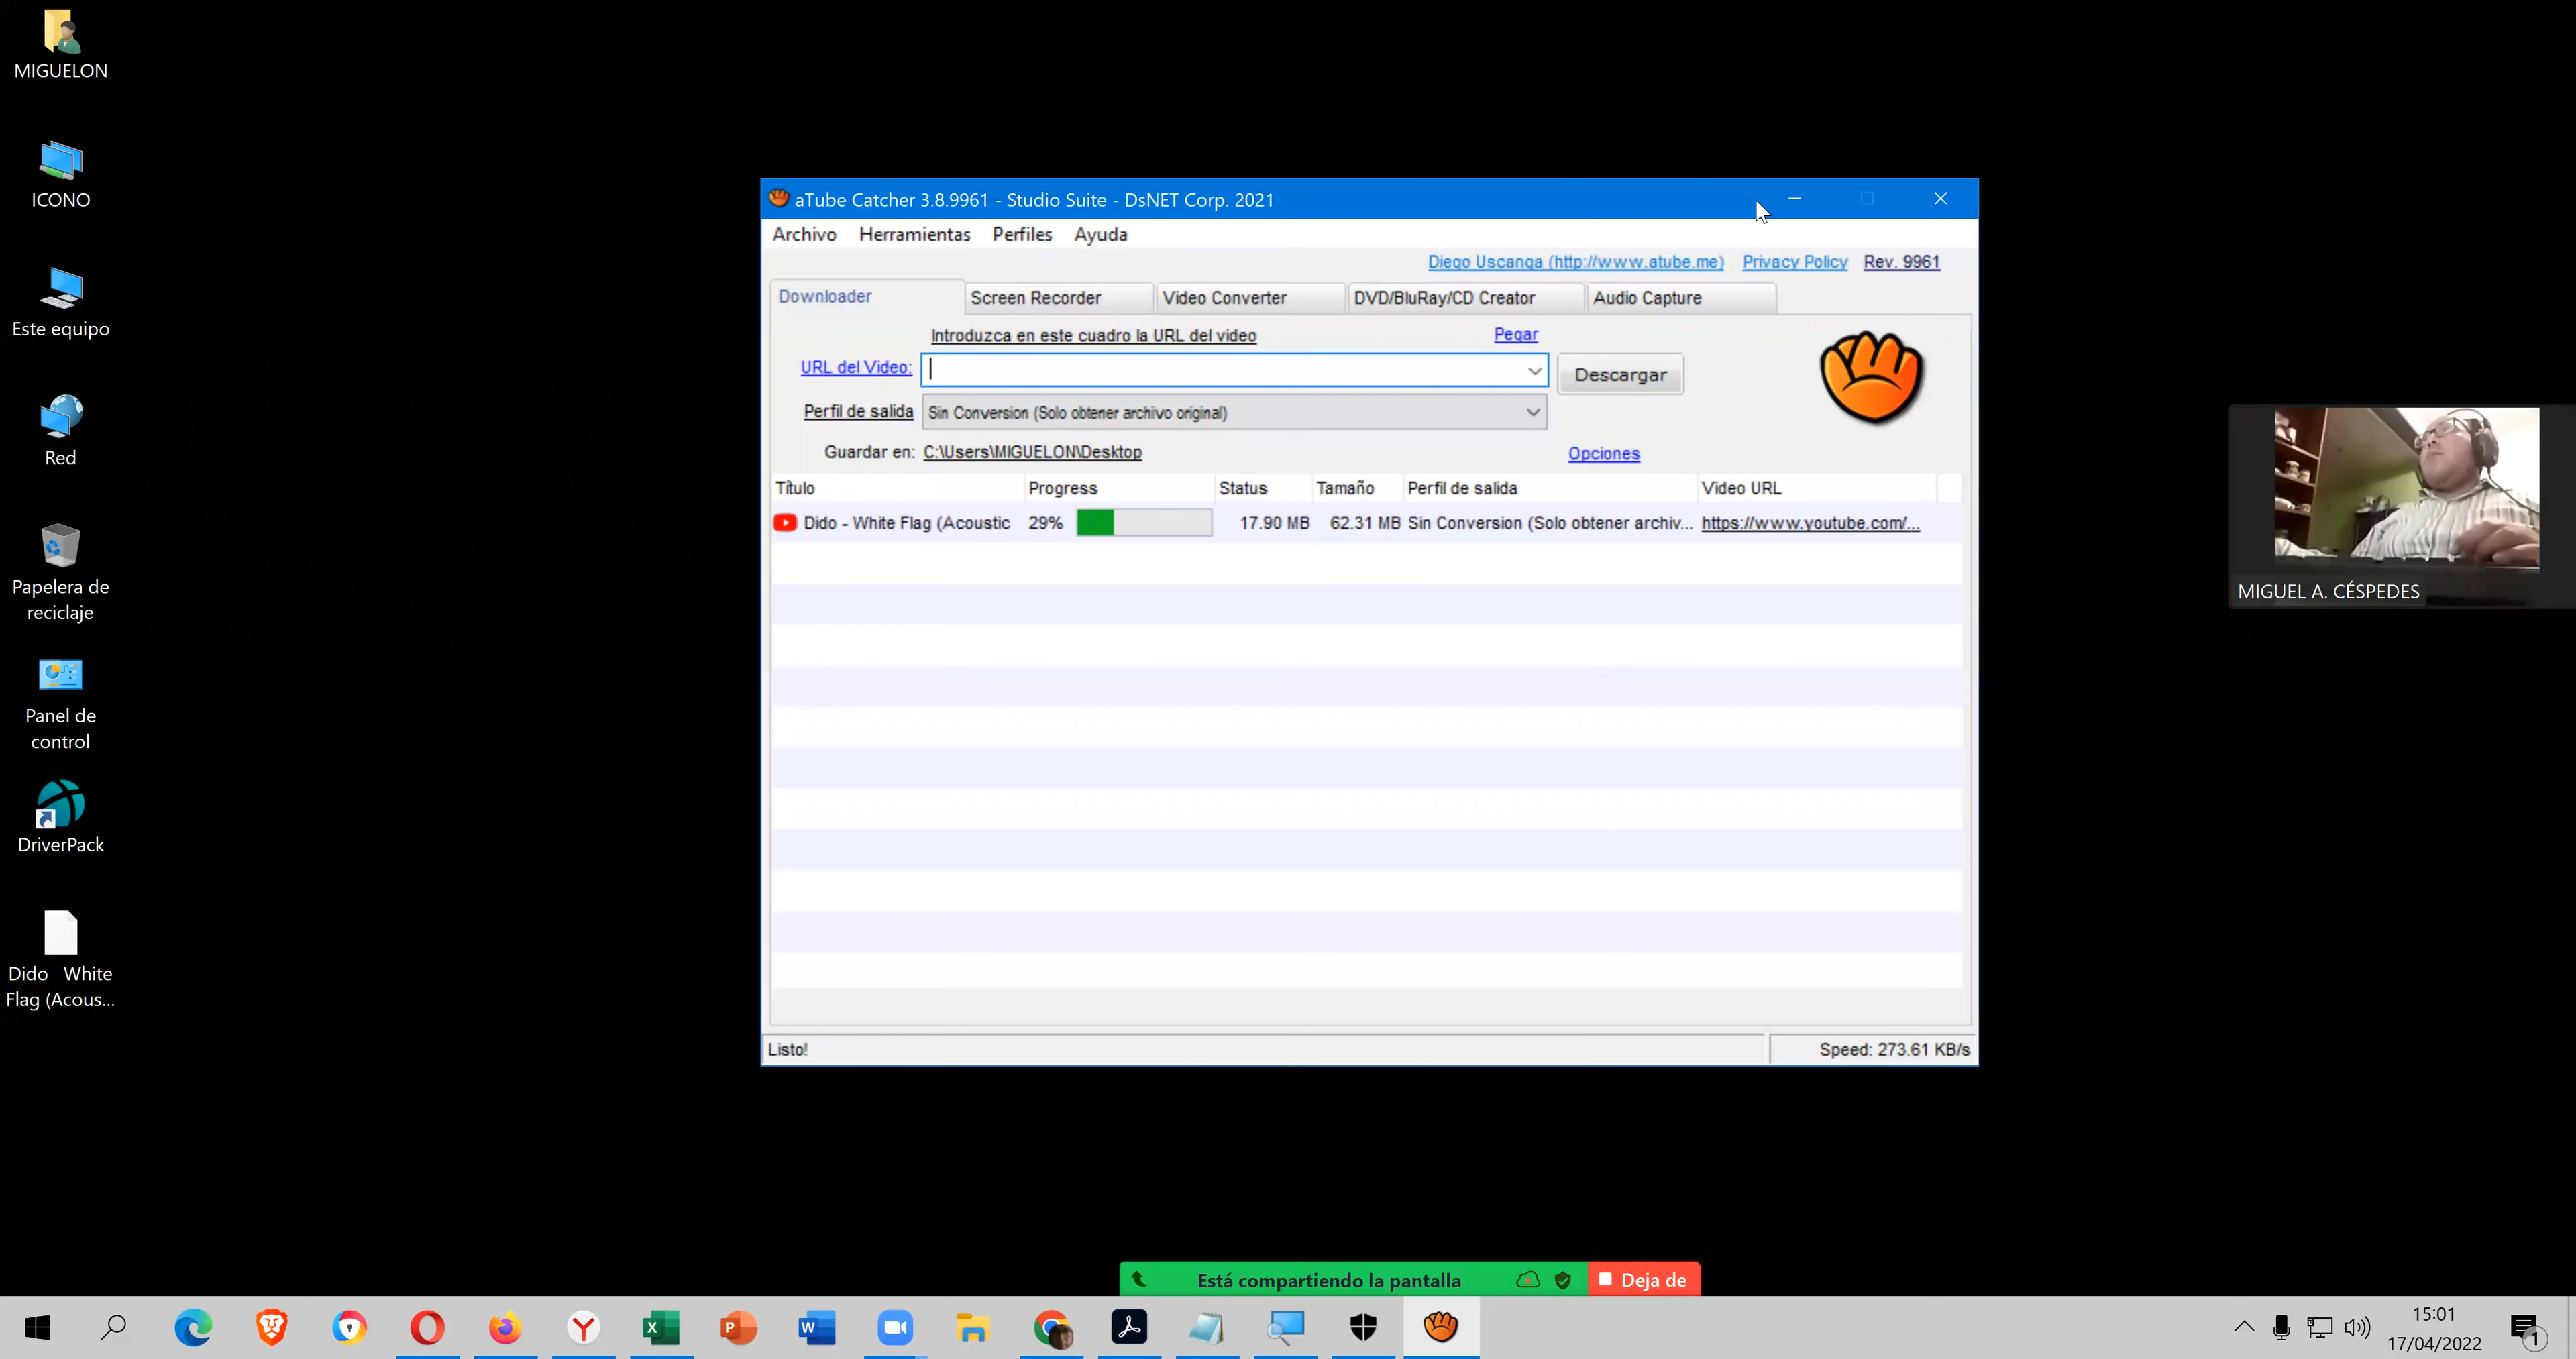 MIGUELON
ICONO
Este equipo
Red
Papelera de
reciclaje
Panel de
control
DriverPack
Dido White
Flag (Acous...
aTube Catcher 3.8.9961 - Studio Suite - DsNET Corp. 2021
Archivo Herramientas Perfiles Ayuda
Diego Uscanga (http://www.atube.me) Privacy Policy Rev. 9961
Downloader Screen Recorder Video Converter DVD/BluRay/CD Creator Audio Capture
Introduzca en este cuadro la URL del video Pegar
URL del Video: Descargar
Perfil de salida Sin Conversion (Solo obtener archivo original)
Guardar en: C:\Users\MIGUELON\Desktop Opciones
Título Progress Status Tamaño Perfil de salida Video URL
Dido - White Flag (Acoustic 29% 17.90 MB 62.31 MB Sin Conversion (Solo obtener archiv... https://www.youtube.com/...
Listo! Speed: 273.61 KB/s
MIGUEL A. CÉSPEDES
Está compartiendo la pantalla Deja de
15:01
17/04/2022
1